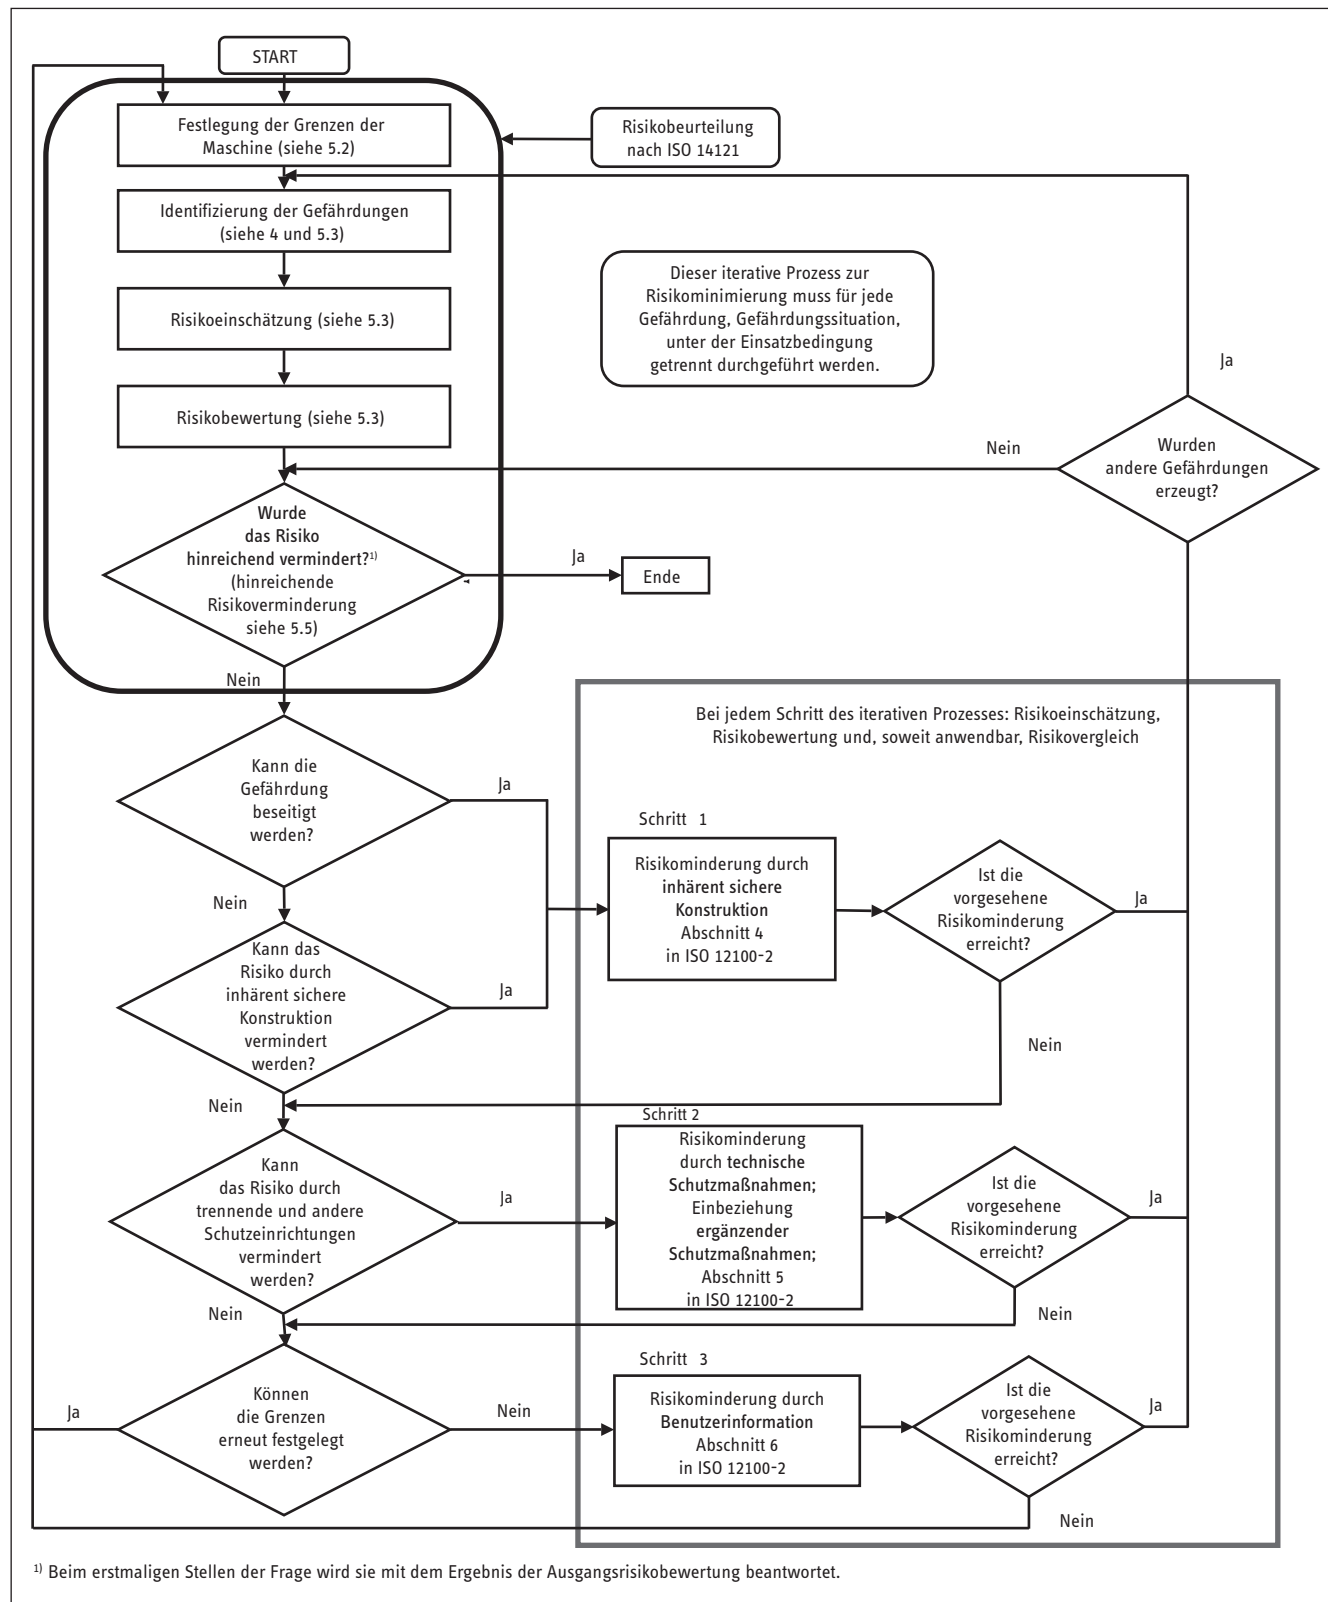 START
Festlegung der Grenzen der
Maschine (siehe 5.2)
Risikobeurteilung
nach ISO 14121
Identifizierung der Gefährdungen
(siehe 4 und 5.3)
Dieser iterative Prozess zur
Risikominimierung muss für jede
Gefährdung, Gefährdungssituation,
unter der Einsatzbedingung
getrennt durchgeführt werden.
Risikoeinschätzung (siehe 5.3)
Ja
Risikobewertung (siehe 5.3)
Nein
Wurden
andere Gefährdungen
erzeugt?
Wurde
das Risiko
hinreichend vermindert?¹⁾
(hinreichende
Risikoverminderung
siehe 5.5)
Ja
Ende
Nein
Bei jedem Schritt des iterativen Prozesses: Risikoeinschätzung,
Risikobewertung und, soweit anwendbar, Risikovergleich
Kann die
Gefährdung
beseitigt
werden?
Ja
Schritt 1
Risikominderung durch
inhärent sichere
Konstruktion
Abschnitt 4
in ISO 12100-2
Ist die
vorgesehene
Risikominderung
erreicht?
Ja
Nein
Kann das
Risiko durch
inhärent sichere
Konstruktion
vermindert
werden?
Ja
Nein
Nein
Schritt 2
Kann
das Risiko durch
trennende und andere
Schutzeinrichtungen
vermindert
werden?
Ja
Risikominderung
durch technische
Schutzmaßnahmen;
Einbeziehung
ergänzender
Schutzmaßnahmen;
Abschnitt 5
in ISO 12100-2
Ist die
vorgesehene
Risikominderung
erreicht?
Ja
Nein
Nein
Schritt 3
Können
die Grenzen
erneut festgelegt
werden?
Ja
Nein
Risikominderung durch
Benutzerinformation
Abschnitt 6
in ISO 12100-2
Ist die
vorgesehene
Risikominderung
erreicht?
Ja
Nein
¹⁾ Beim erstmaligen Stellen der Frage wird sie mit dem Ergebnis der Ausgangsrisikobewertung beantwortet.